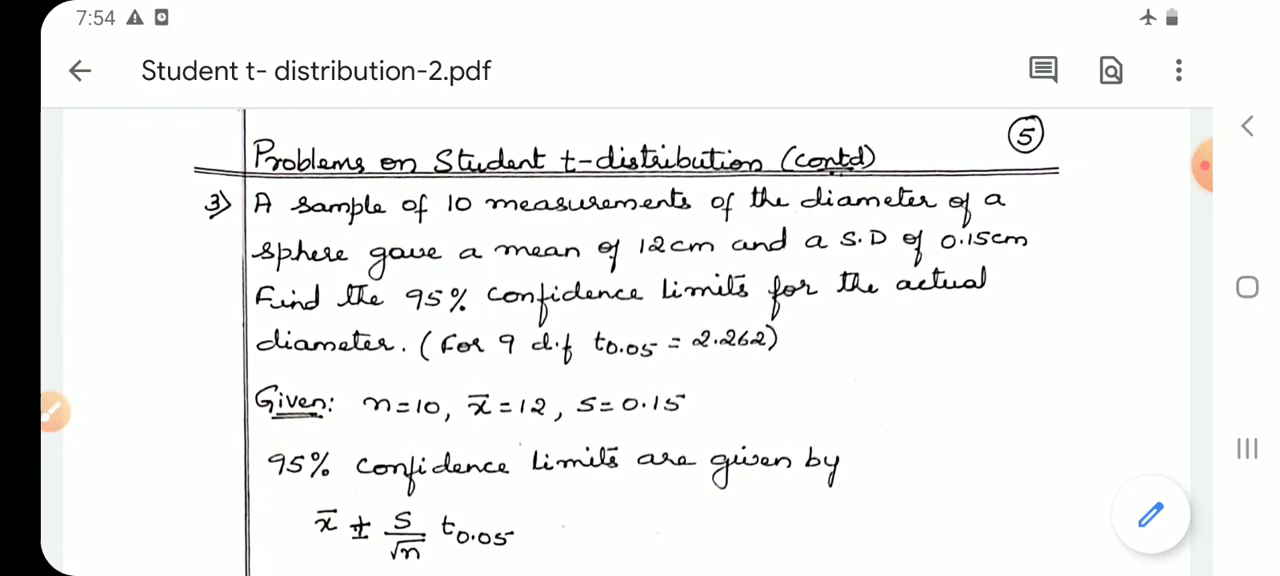 7:54
Student t- distribution-2.pdf
5
Problems on Student t-distribution (contd)
3) A sample of 10 measurements of the diameter of a
sphere gave a mean of 12cm and a S.D of 0.15cm
Find the 95% confidence limits for the actual
diameter. (For 9 d.f t0.05 = 2.262)
Given: n=10, x̄=12, s=0.15
95% confidence limits are given by
x̄ ± s/√n t0.05